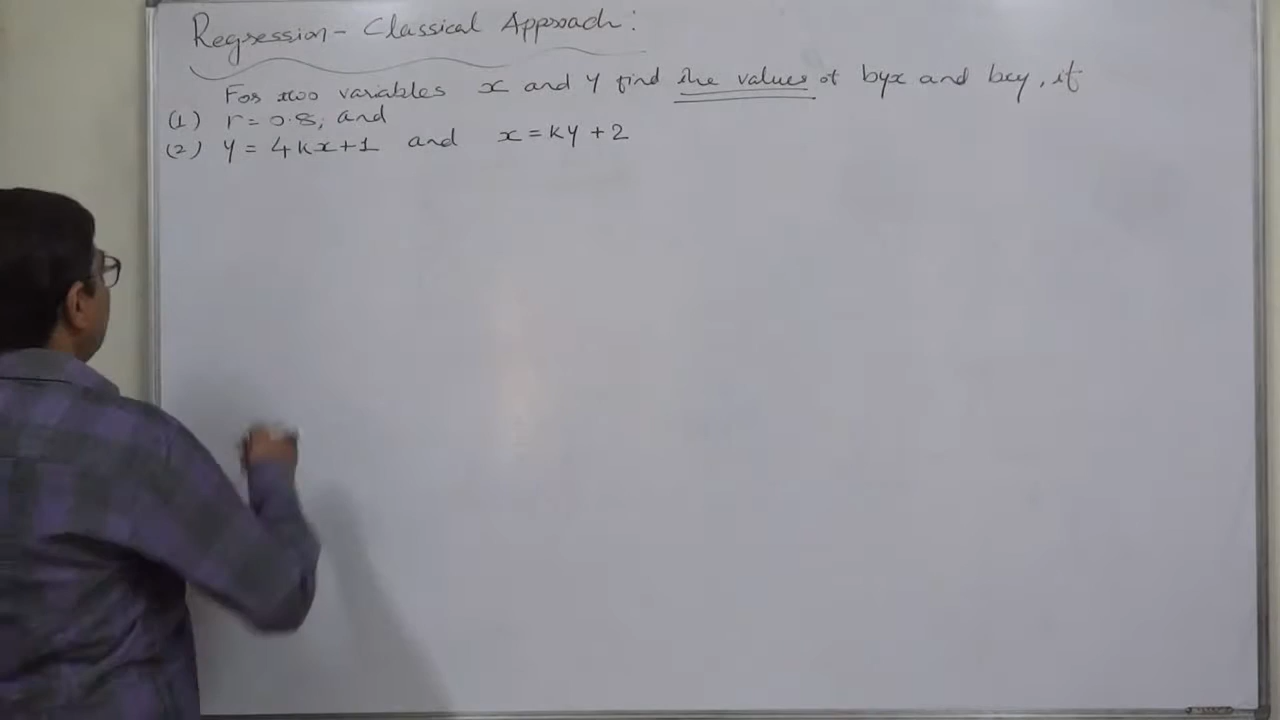 Regression - Classical Approach:
For two variables x and y find the values of byx and bxy, if
(1) r = 0.8, and
(2) y = 4kx + 1 and x = ky + 2